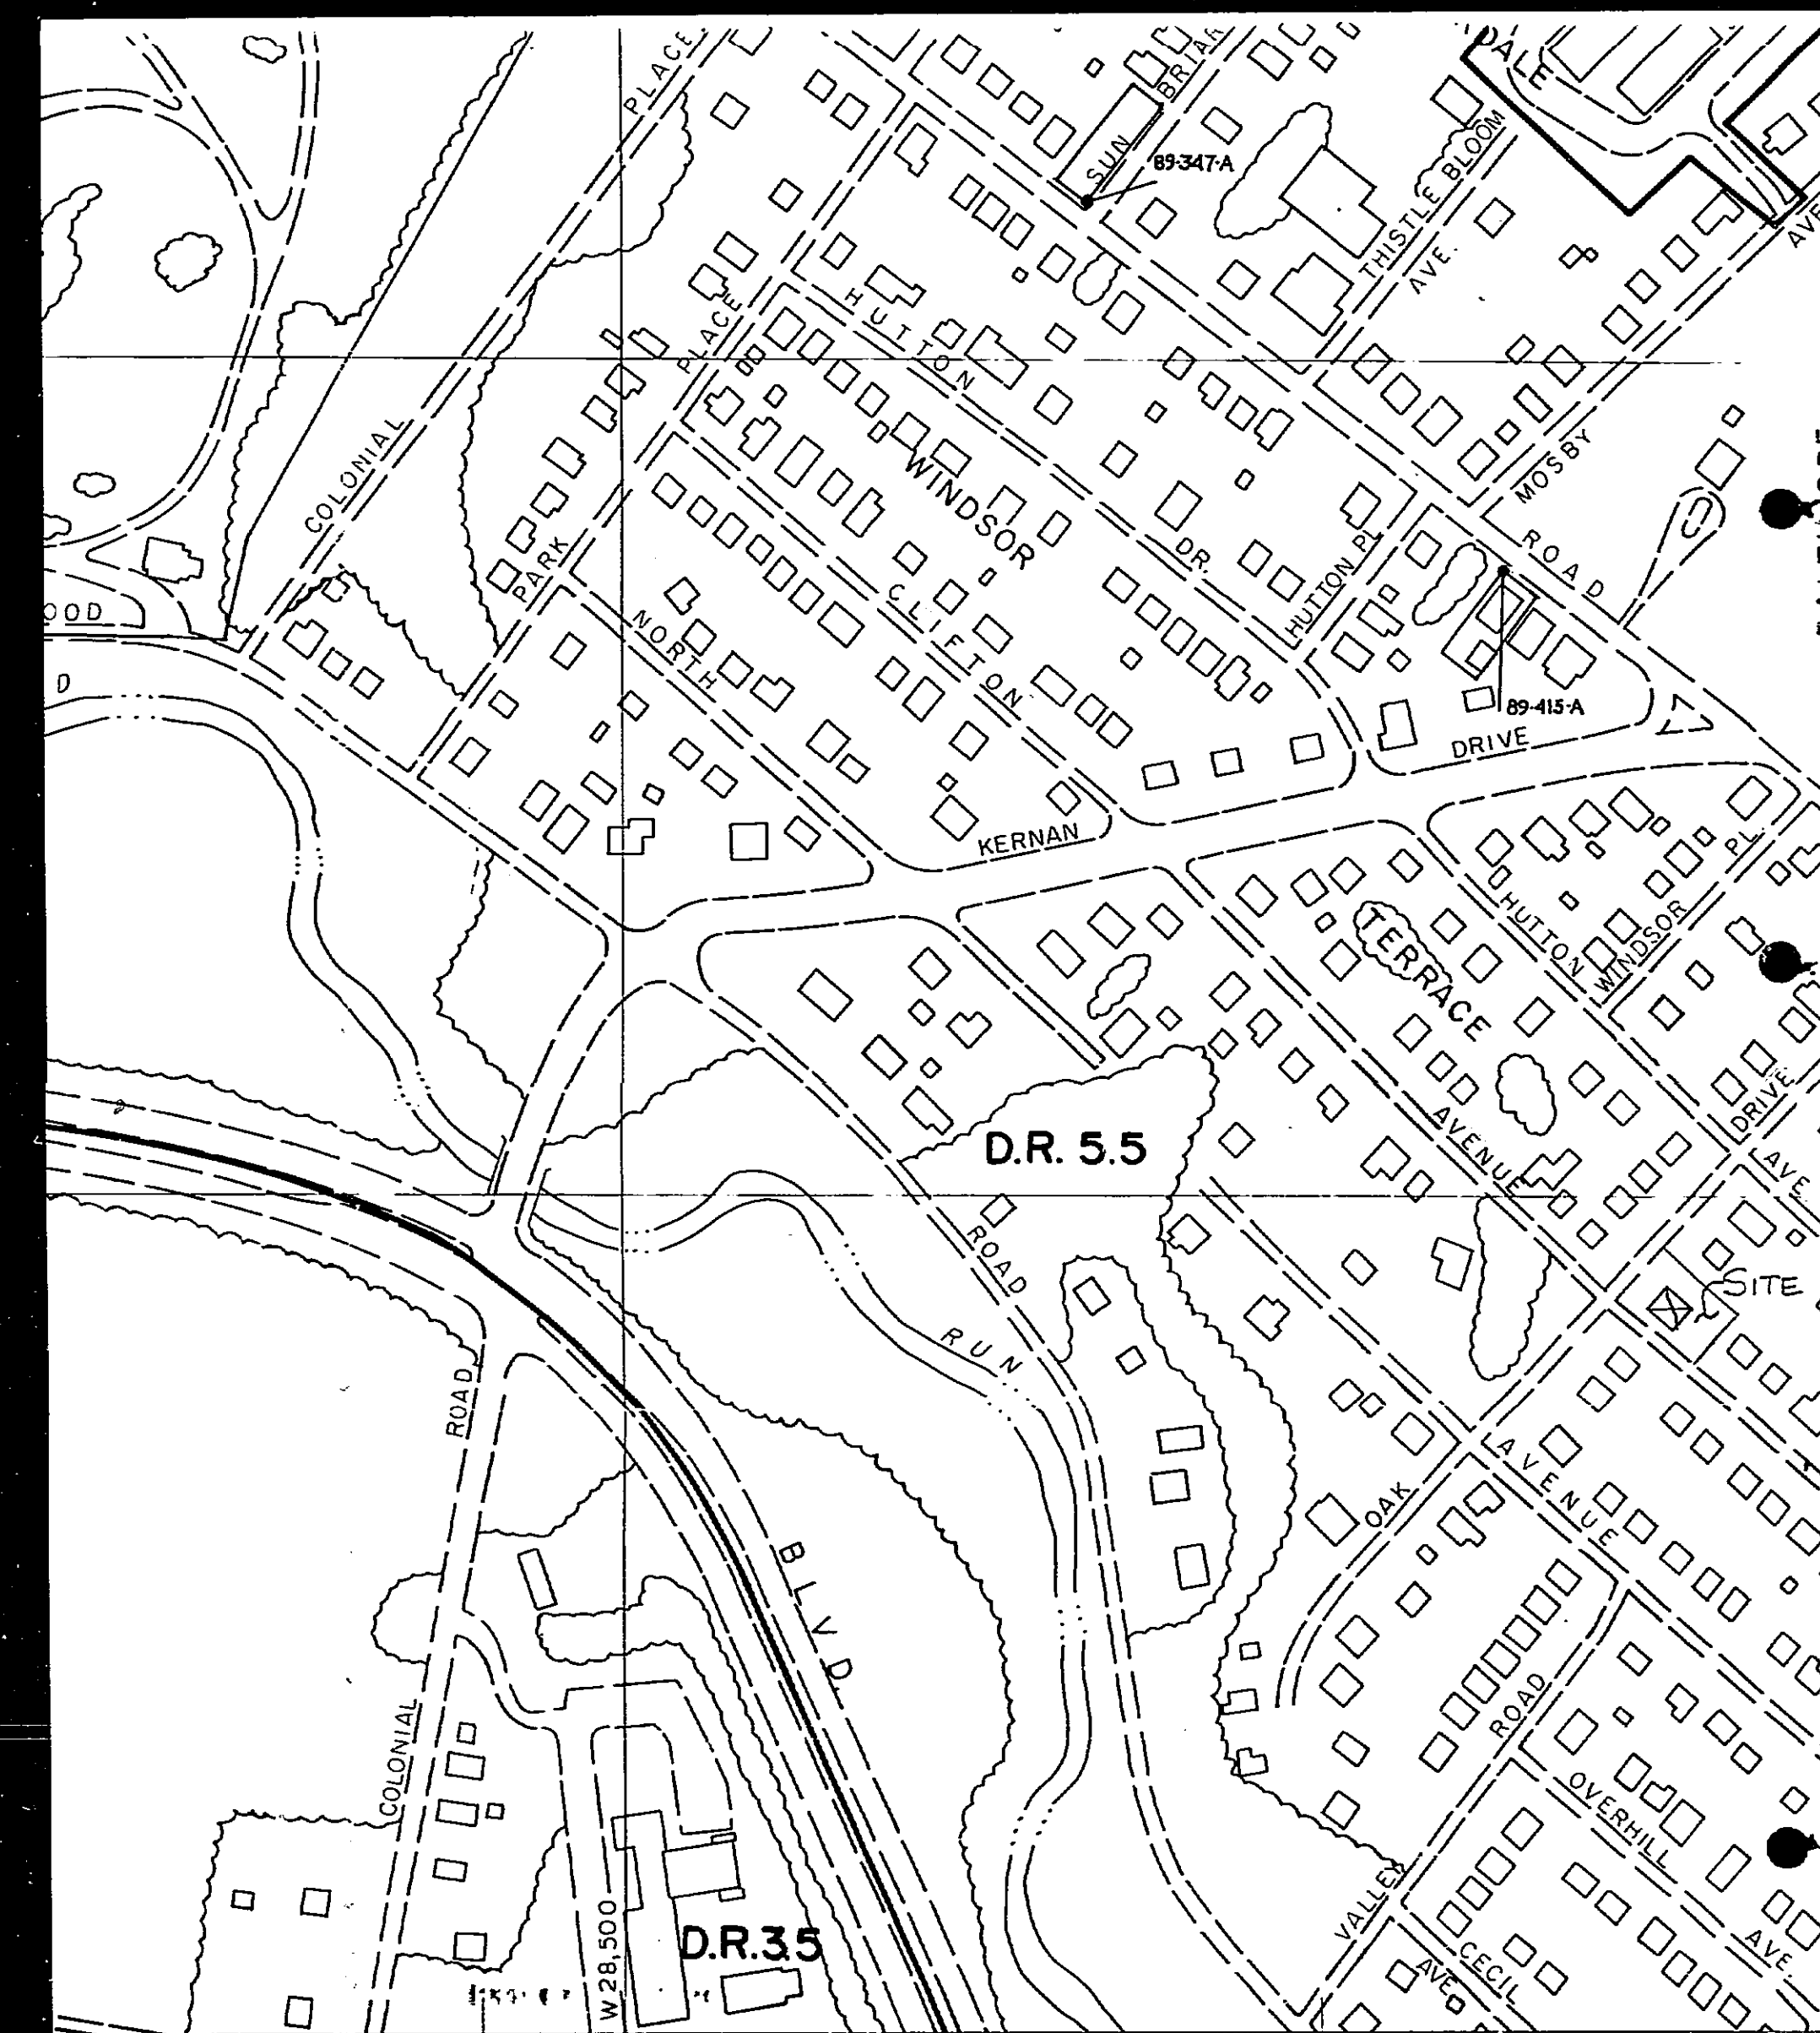 PLACE
SUN BRIAR
DALE
89-347-A
THISTLE BLOOM
AVE.
AVE
HUTTON
PLACE
COLONIAL
WINDSOR
MOSBY
ROAD
PARK
DR.
HUTTON PL
OOD
NORTH
CLIFTON
D
89-415-A
DRIVE
KERNAN
PL.
HUTTON
WINDSOR
TERRACE
DRIVE
D.R. 5.5
AVENUE
AVE.
ROAD
SITE
RUN
ROAD
OAK
AVENUE
BLVD.
ROAD
COLONIAL
OVERHILL
VALLEY
W 28,500
D.R.3.5
AVE.
CECIL
AVE.